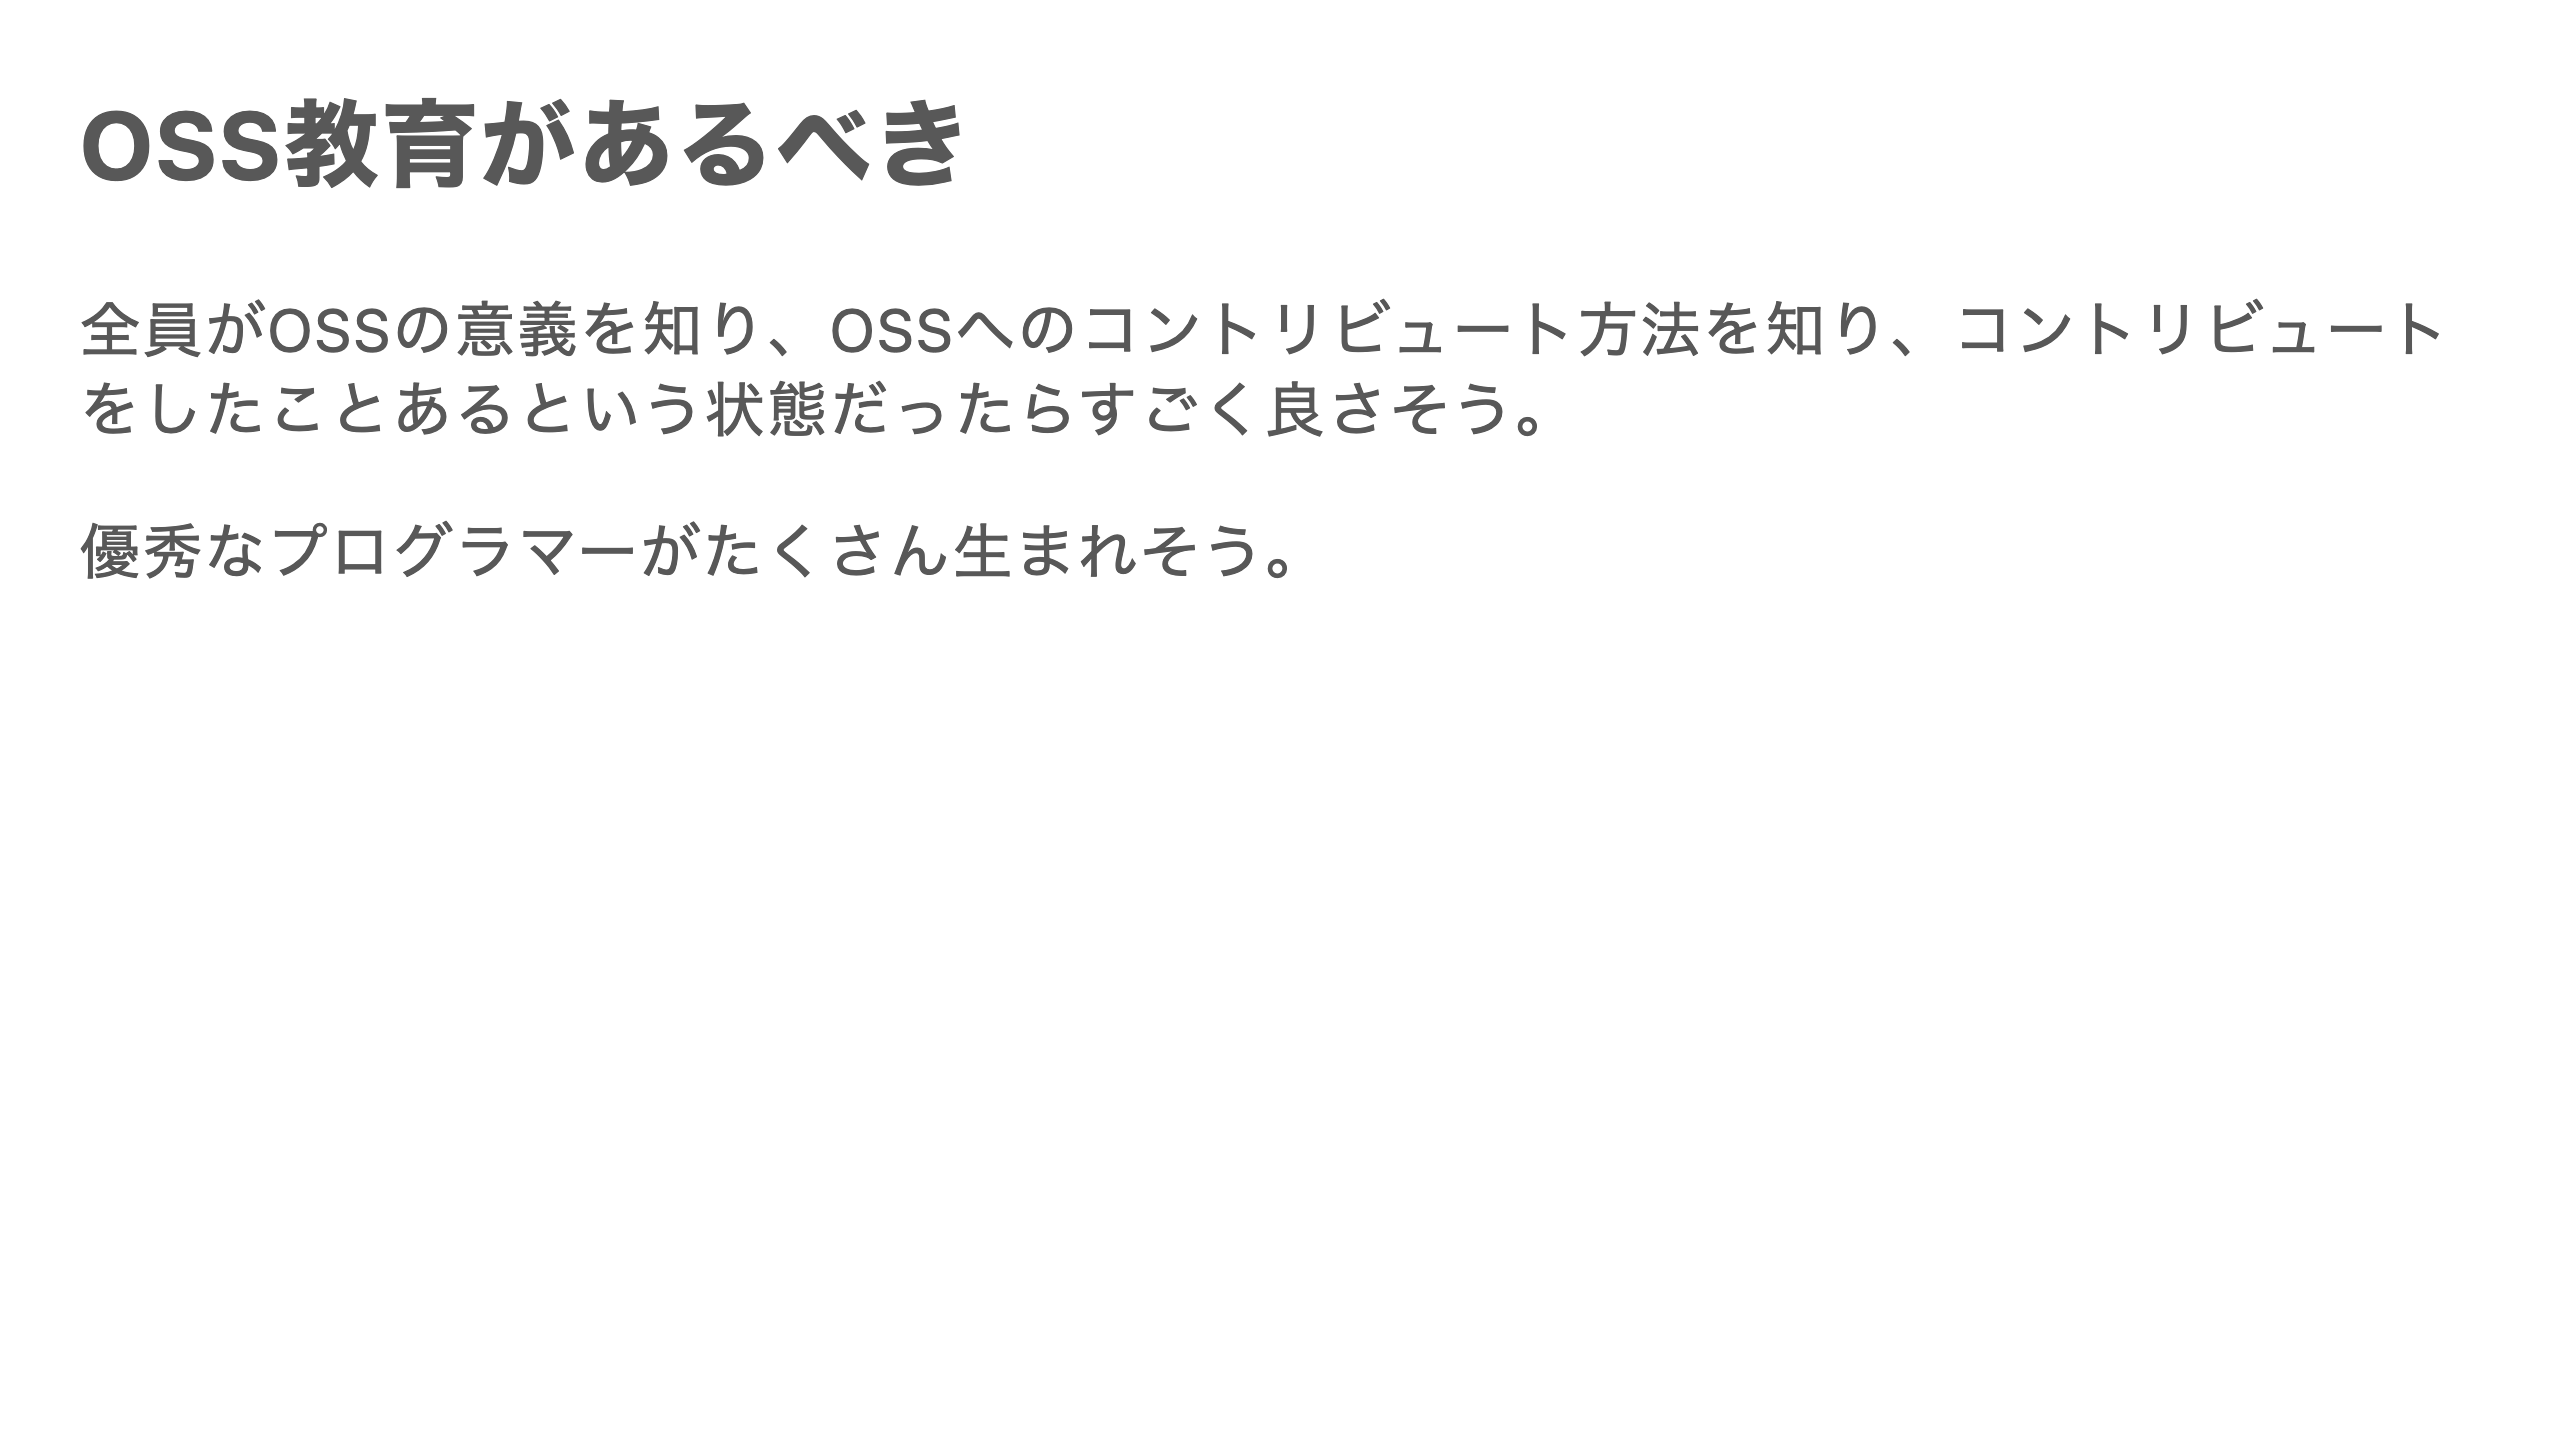 OSS教育があるべき
全員がOSSの意義を知り、OSSへのコントリビュート方法を知り、コントリビュート
をしたことあるという状態だったらすごく良さそう。
優秀なプログラマーがたくさん生まれそう。